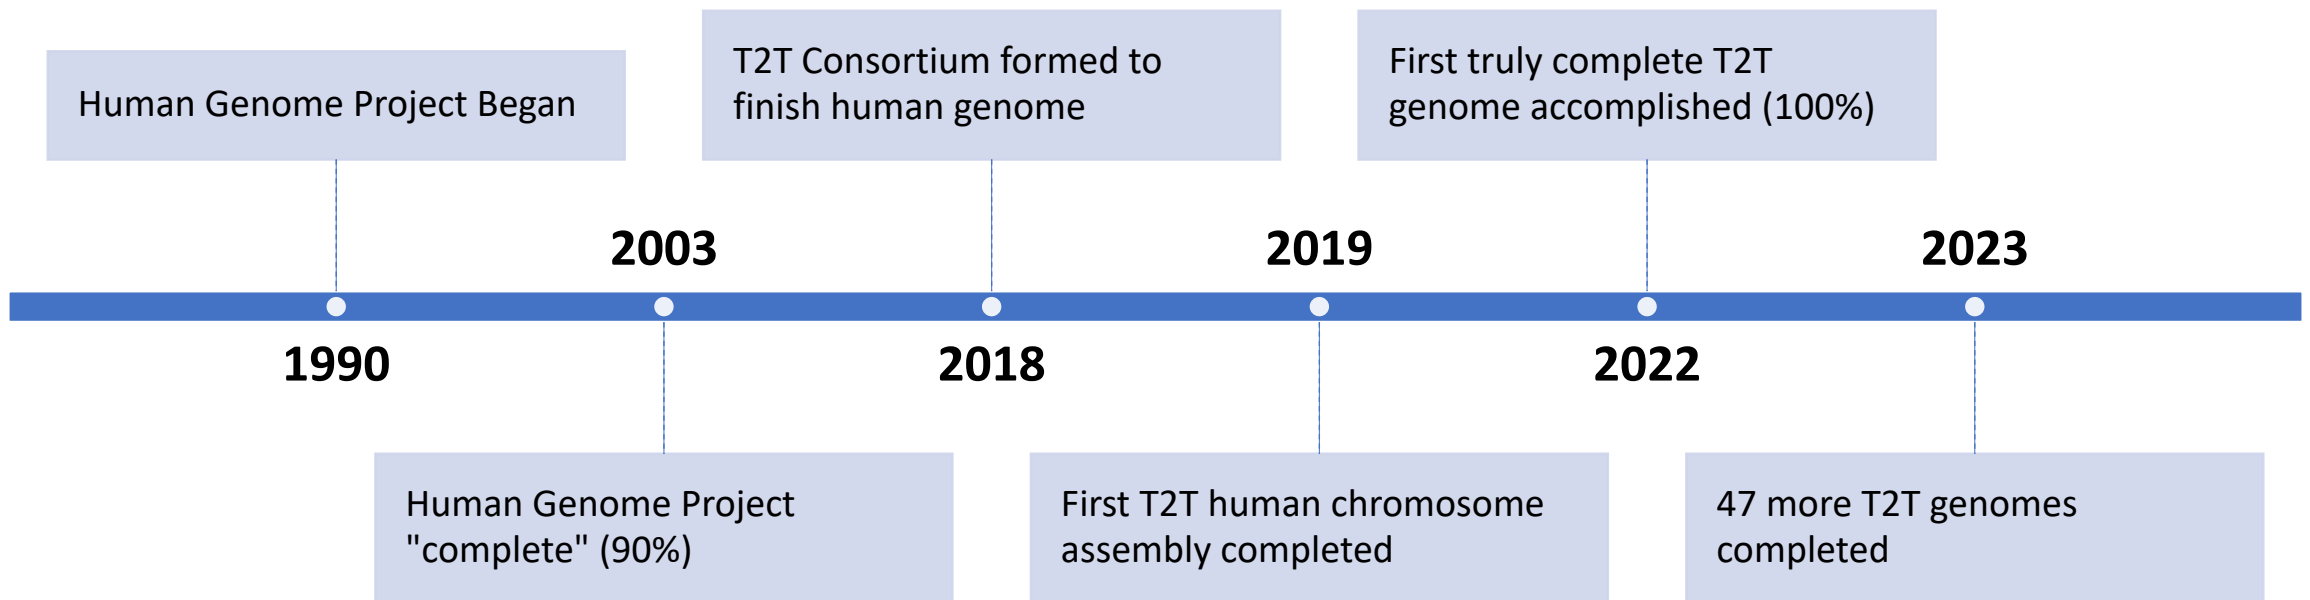 Human Genome Project Began
T2T Consortium formed to
finish human genome
First truly complete T2T
genome accomplished (100%)
2003
2019
2023
1990
2018
2022
Human Genome Project
"complete" (90%)
First T2T human chromosome
assembly completed
47 more T2T genomes
completed